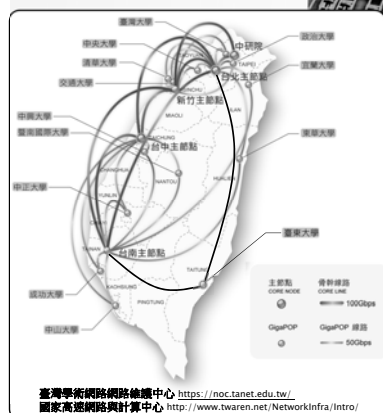 臺灣大學
中央大學
清華大學
交通大學
中興大學
暨南國際大學
中正大學
成功大學
中山大學
中研院
政治大學
TAIPEI
台北主節點
宜蘭大學
HSINCHU
新竹主節點
ILAN
MIAOLI
TAICHUNG
台中主節點
東華大學
CHANGHUA
NANTOU
HUALIEN
YUNLIN
CHIAYI
TAINAN
台南主節點
臺東大學
TAITUNG
KAOHSIUNG
PINGTUNG
主節點
CORE NODE
骨幹線路
CORE LINE
100Gbps
GigaPOP
GigaPOP 線路
50Gbps
臺灣學術網路網路維護中心 https://noc.tanet.edu.tw/
國家高速網路與計算中心 http://www.twaren.net/NetworkInfra/Intro/